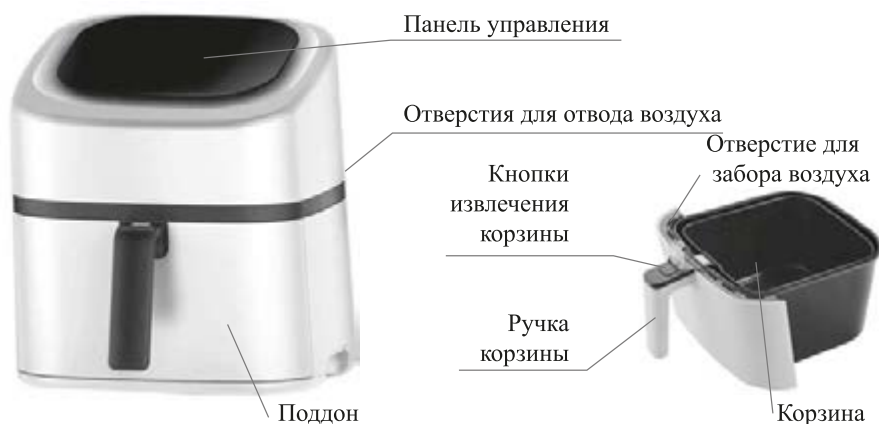 Панель управления
Отверстия для отвода воздуха
Отверстие для
забора воздуха
Кнопки
извлечения
корзины
Ручка
корзины
Поддон
Корзина